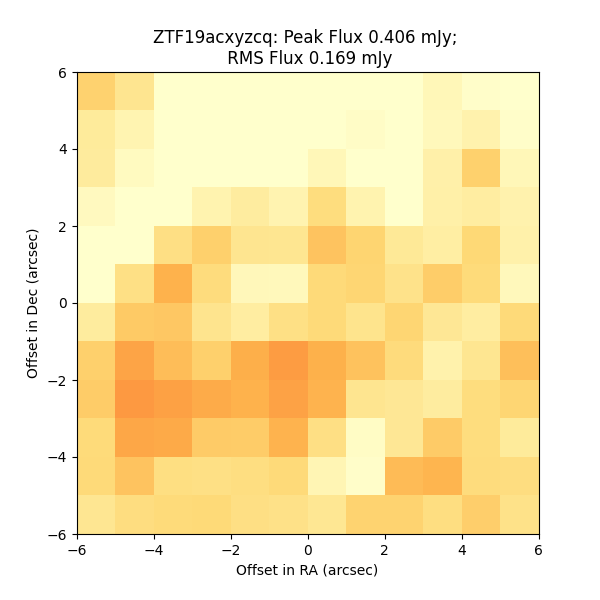 ZTF19acxyzcq: Peak Flux 0.406 mJy;
RMS Flux 0.169 mJy
6
4
2
0
−2
−4
−6
Offset in Dec (arcsec)
−6 −4 −2 0 2 4 6
Offset in RA (arcsec)